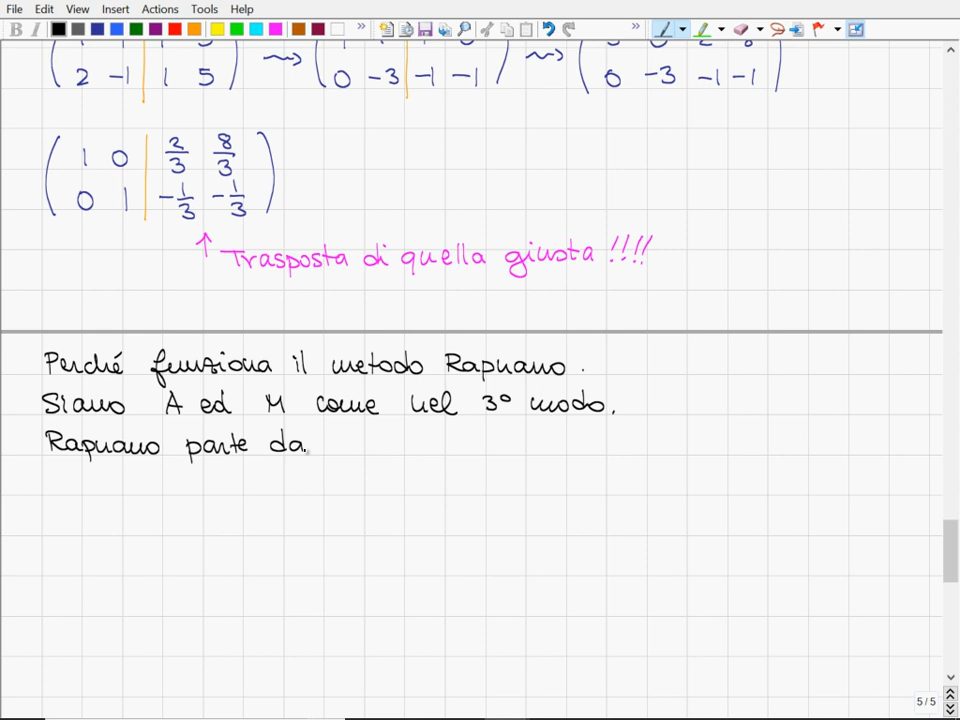 File Edit View Insert Actions Tools Help
B I » »
2 -1 | 1 5 ⇝ 0 -3 | -1 -1 ⇝ 0 -3 -1 -1
1 0 | 2/3 8/3
0 1 | -1/3 -1/3
↑ Trasposta di quella giusta !!!!
Perché funziona il metodo Rapuano.
Siano A ed M come nel 3° modo.
Rapuano parte da
5 / 5